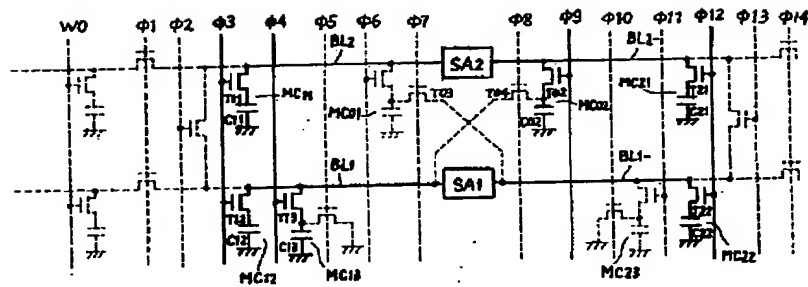 WO Φ1 Φ2 Φ3 Φ4 Φ5 Φ6 Φ7 Φ8 Φ9 Φ10 Φ11 Φ12 Φ13 Φ14
BL2 SA2 BL2-
T11 C11 MC11 MC01 T03 T04 T02 C02 MC02 MC21 T21 C21
BL1 SA1 BL1-
T12 C12 T13 C13 T22 C22
MC12 MC13 MC23 MC22